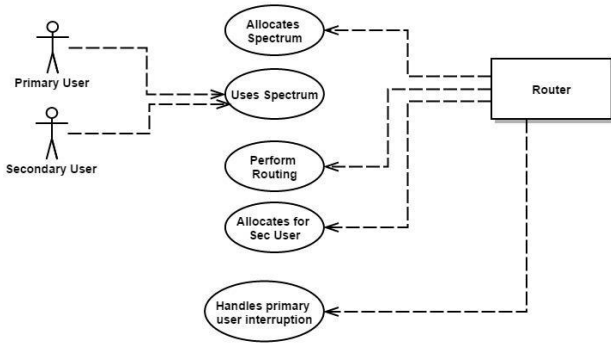 Allocates
Spectrum
Primary User
Uses Spectrum
Router
Secondary User
Perform
Routing
Allocates for
Sec User
Handles primary
user interruption